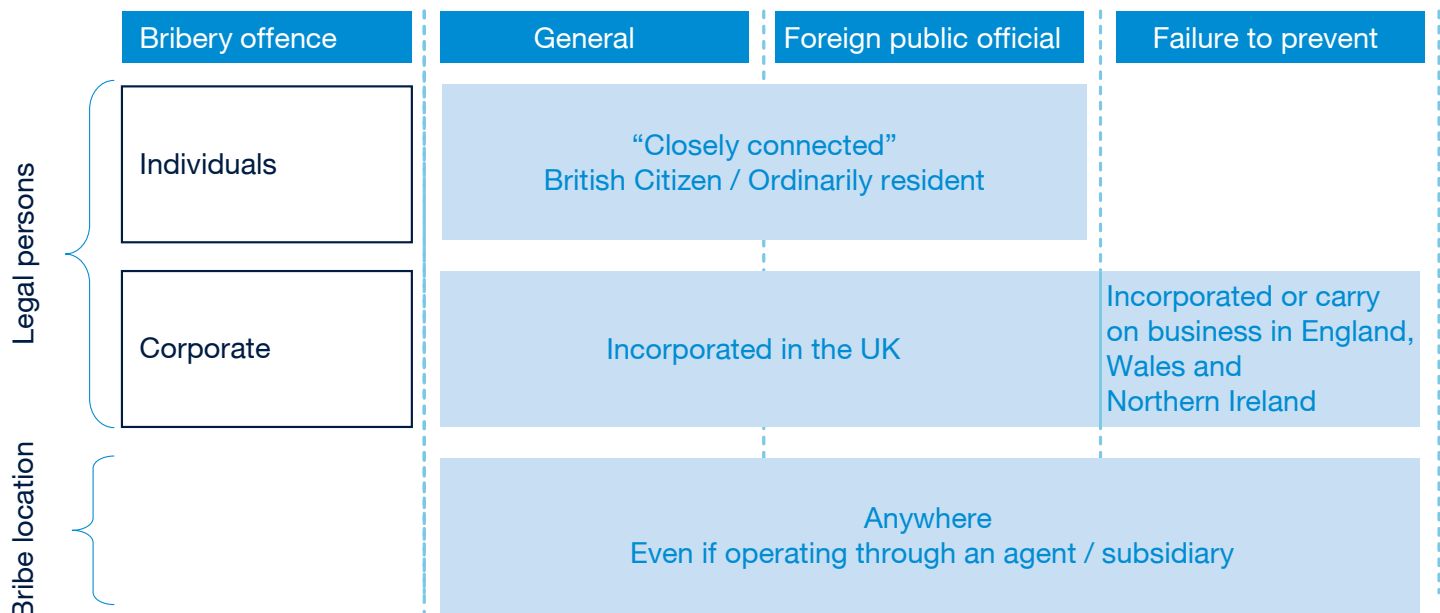 Bribery offence
General
Foreign public official
Failure to prevent
Legal persons
Individuals
“Closely connected”
British Citizen / Ordinarily resident
Corporate
Incorporated in the UK
Incorporated or carry
on business in England,
Wales and
Northern Ireland
Bribe location
Anywhere
Even if operating through an agent / subsidiary